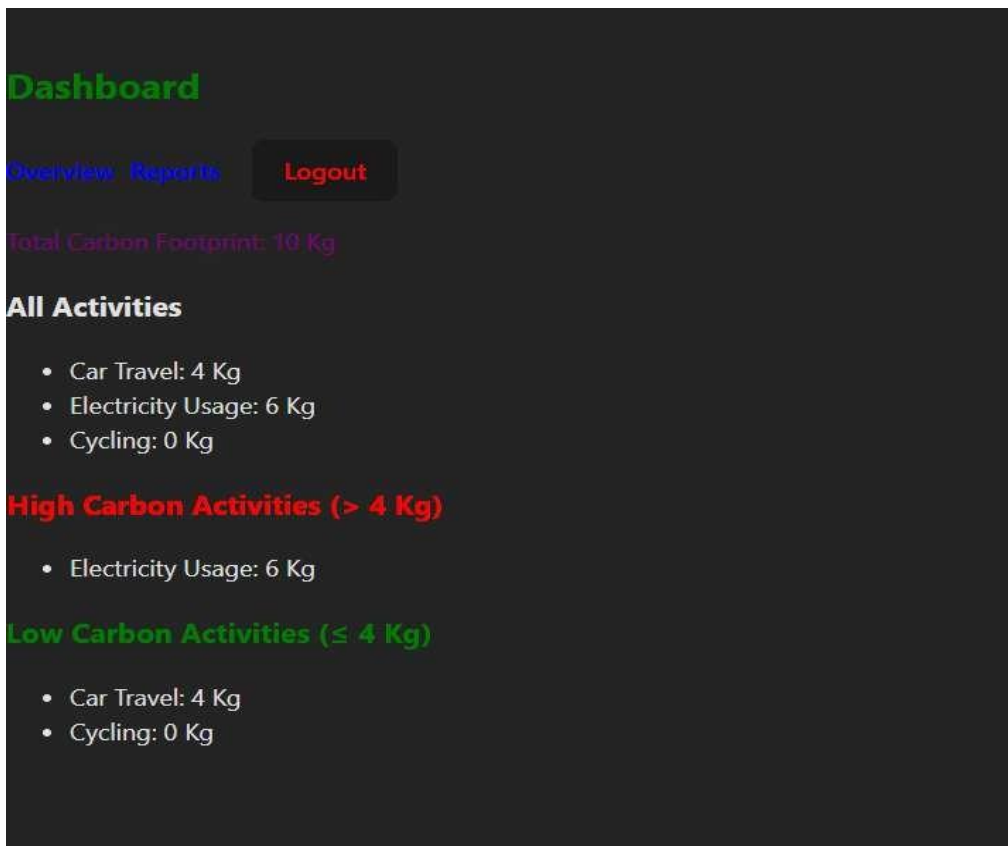 Dashboard
Overview Reports Logout
Total Carbon Footprint: 10 Kg
All Activities
• Car Travel: 4 Kg
• Electricity Usage: 6 Kg
• Cycling: 0 Kg
High Carbon Activities (> 4 Kg)
• Electricity Usage: 6 Kg
Low Carbon Activities (≤ 4 Kg)
• Car Travel: 4 Kg
• Cycling: 0 Kg